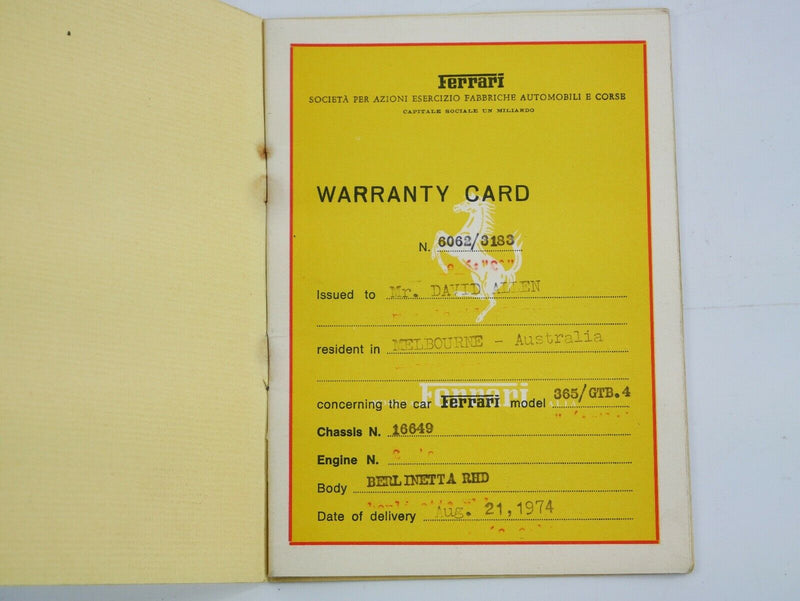 Ferrari
SOCIETÀ PER AZIONI ESERCIZIO FABBRICHE AUTOMOBILI E CORSE
CAPITALE SOCIALE UN MILIARDO
WARRANTY CARD
N. 6062/3183
Issued to Mr. DAVID ALLEN
resident in MELBOURNE - Australia
Ferrari
concerning the car Ferrari model 365/GTB.4
Chassis N. 16649
Engine N.
Body BERLINETTA RHD
Date of delivery Aug. 21,1974